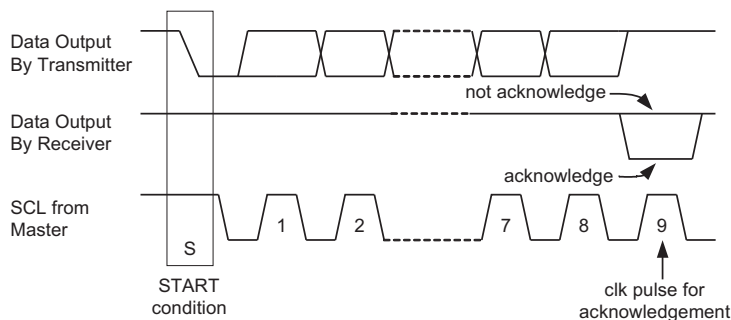 Data Output
By Transmitter
not acknowledge
Data Output
By Receiver
acknowledge
SCL from
Master
S
1
2
7
8
9
START
condition
clk pulse for
acknowledgement